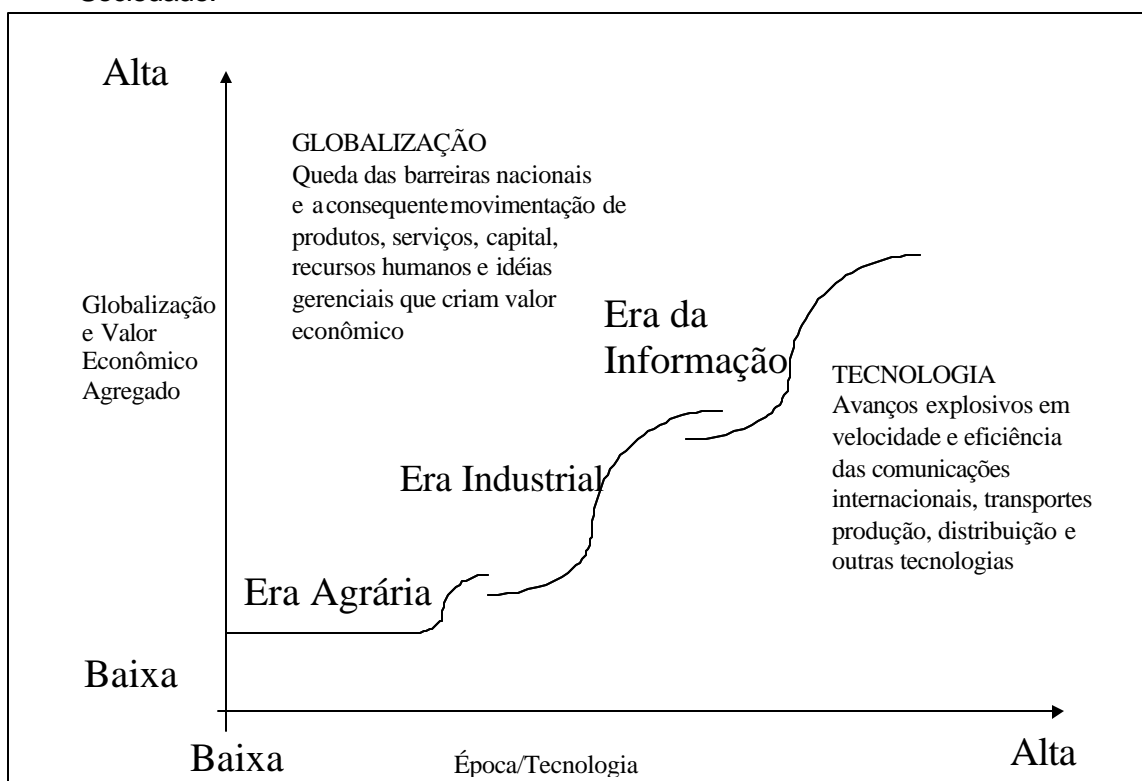 Sociedade.
Alta
GLOBALIZAÇÃO
Queda das barreiras nacionais
e a consequente movimentação de
produtos, serviços, capital,
recursos humanos e idéias
gerenciais que criam valor
econômico
Globalização
e Valor
Econômico
Agregado
Era da
Informação
TECNOLOGIA
Avanços explosivos em
velocidade e eficiência
das comunicações
internacionais, transportes
produção, distribuição e
outras tecnologias
Era Industrial
Era Agrária
Baixa
Baixa
Época/Tecnologia
Alta